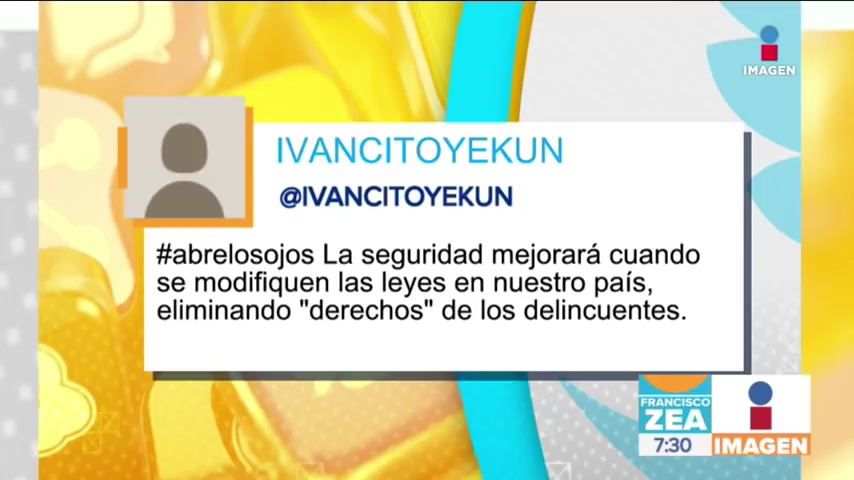 IMAGEN
IVANCITOYEKUN
@IVANCITOYEKUN
#abrelosojos La seguridad mejorará cuando
se modifiquen las leyes en nuestro país,
eliminando "derechos" de los delincuentes.
FRANCISCO
ZEA
7:30
IMAGEN